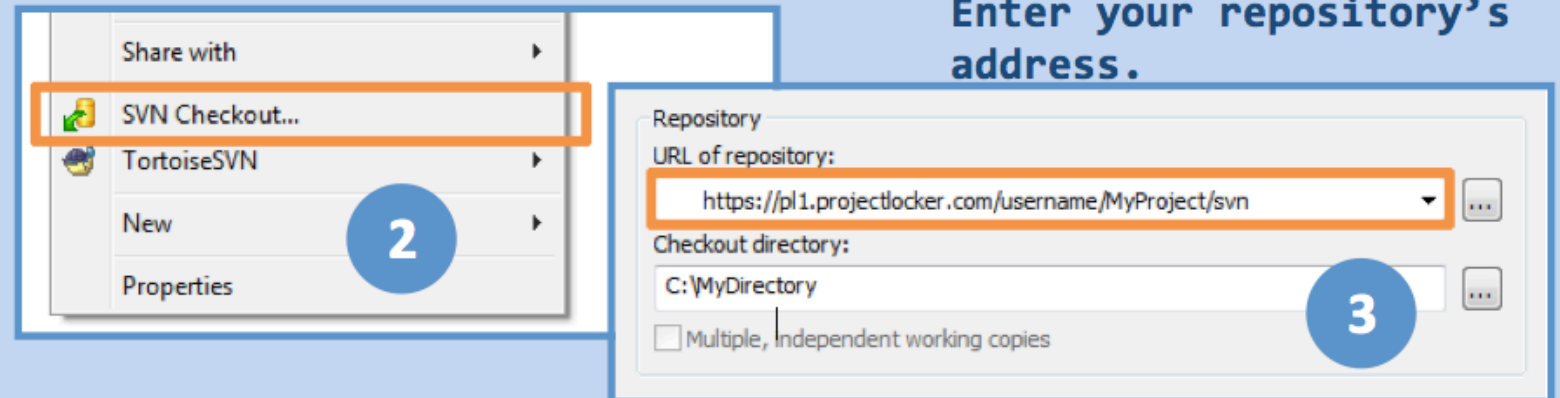 Share with
SVN Checkout...
TortoiseSVN
New
2
Properties
Enter your repository’s
address.
Repository
URL of repository:
https://pl1.projectlocker.com/username/MyProject/svn
...
Checkout directory:
C:\MyDirectory
...
3
Multiple, independent working copies